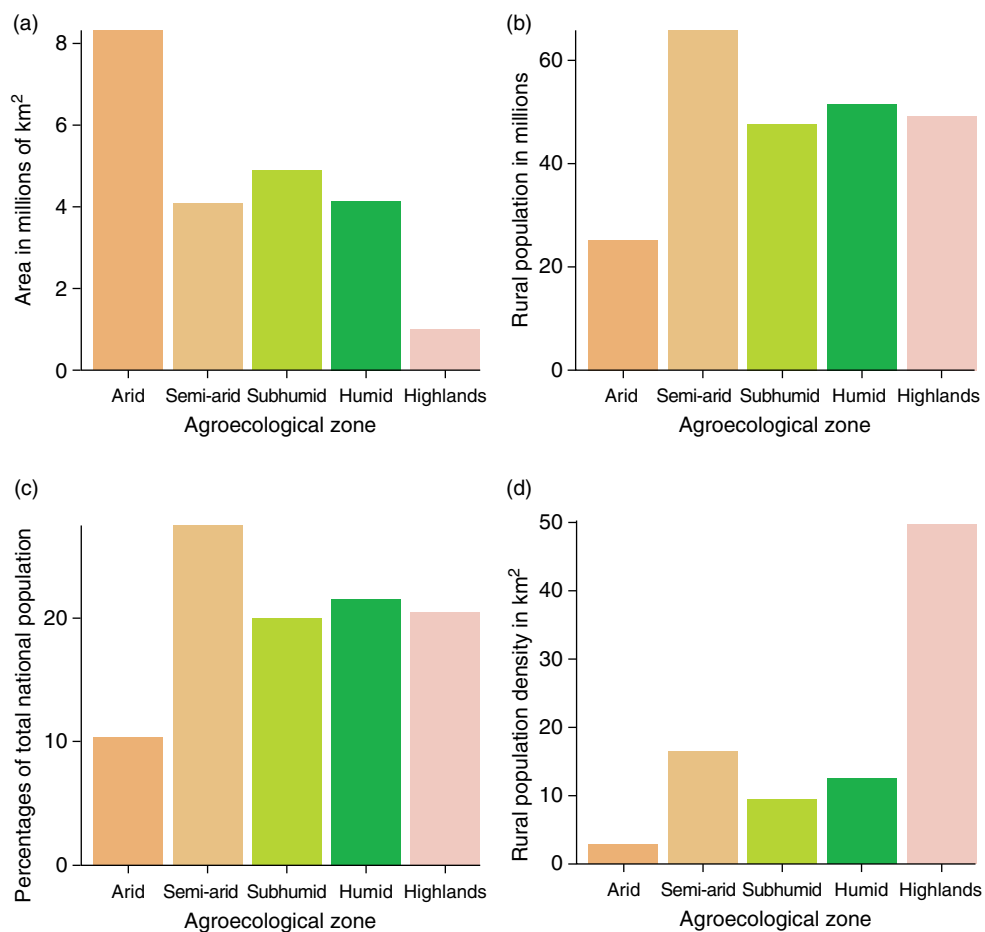 (a)
Area in millions of km²
8
6
4
2
0
Arid Semi-arid Subhumid Humid Highlands
Agroecological zone
(b)
Rural population in millions
60
40
20
0
Arid Semi-arid Subhumid Humid Highlands
Agroecological zone
(c)
Percentages of total national population
20
10
0
Arid Semi-arid Subhumid Humid Highlands
Agroecological zone
(d)
Rural population density in km²
50
40
30
20
10
0
Arid Semi-arid Subhumid Humid Highlands
Agroecological zone